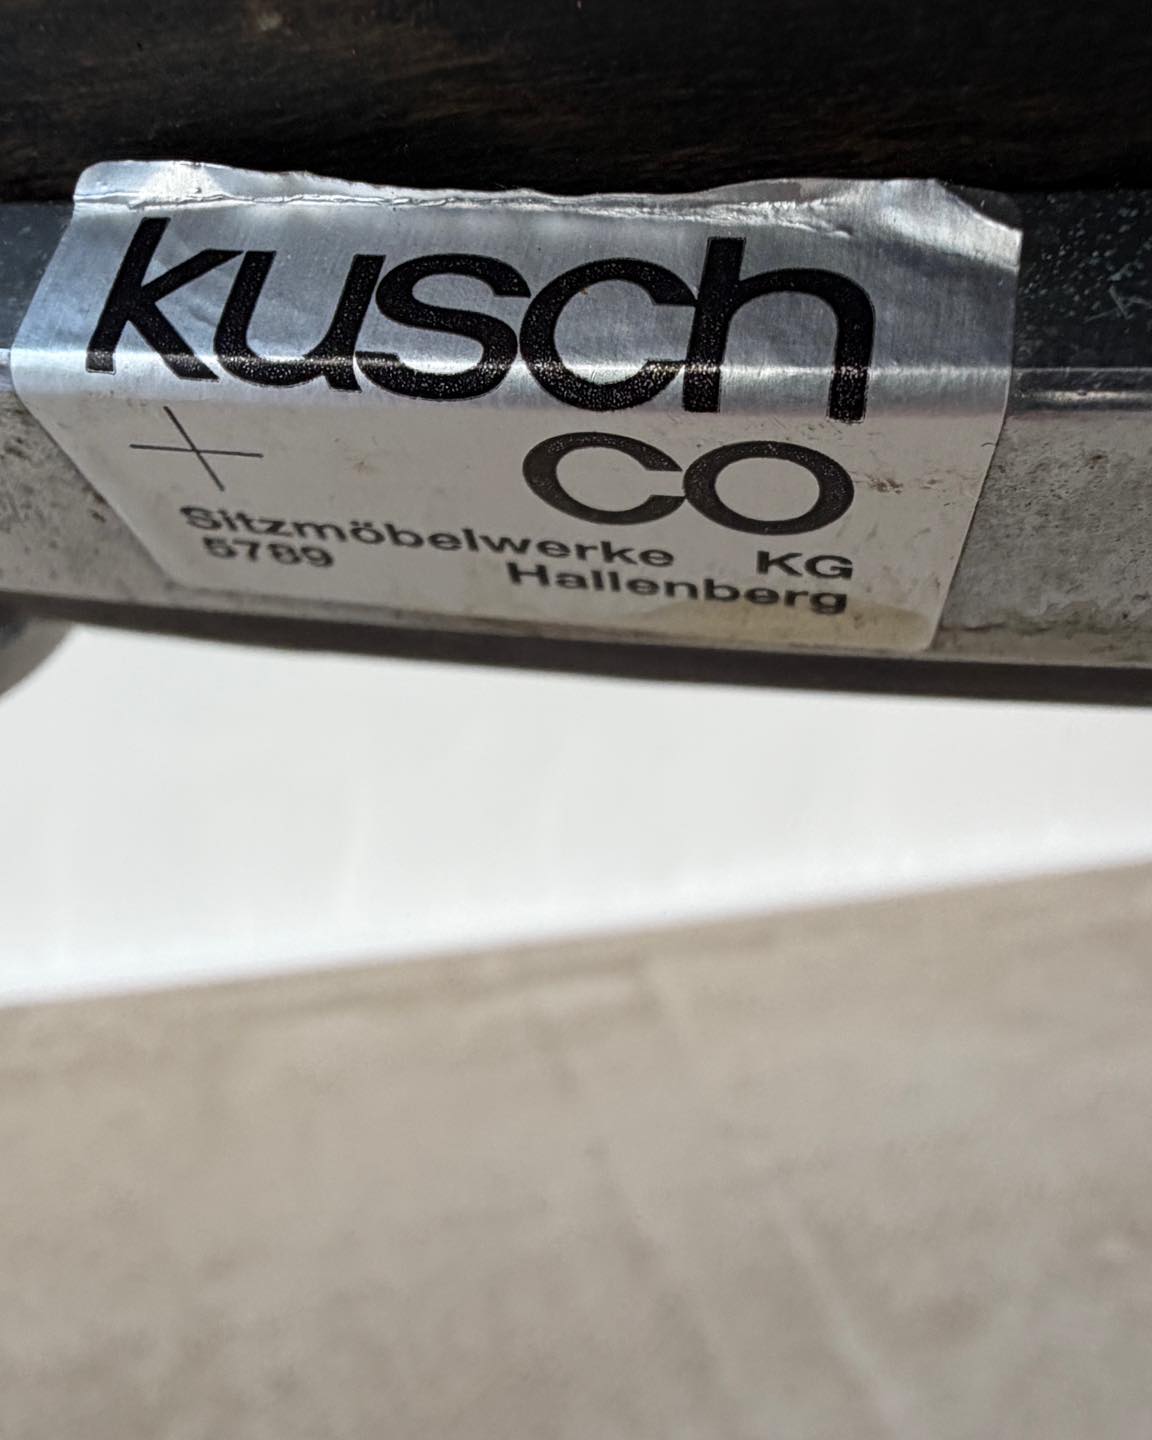 kusch
+ co
Sitzmöbelwerke KG
5789 Hallenberg